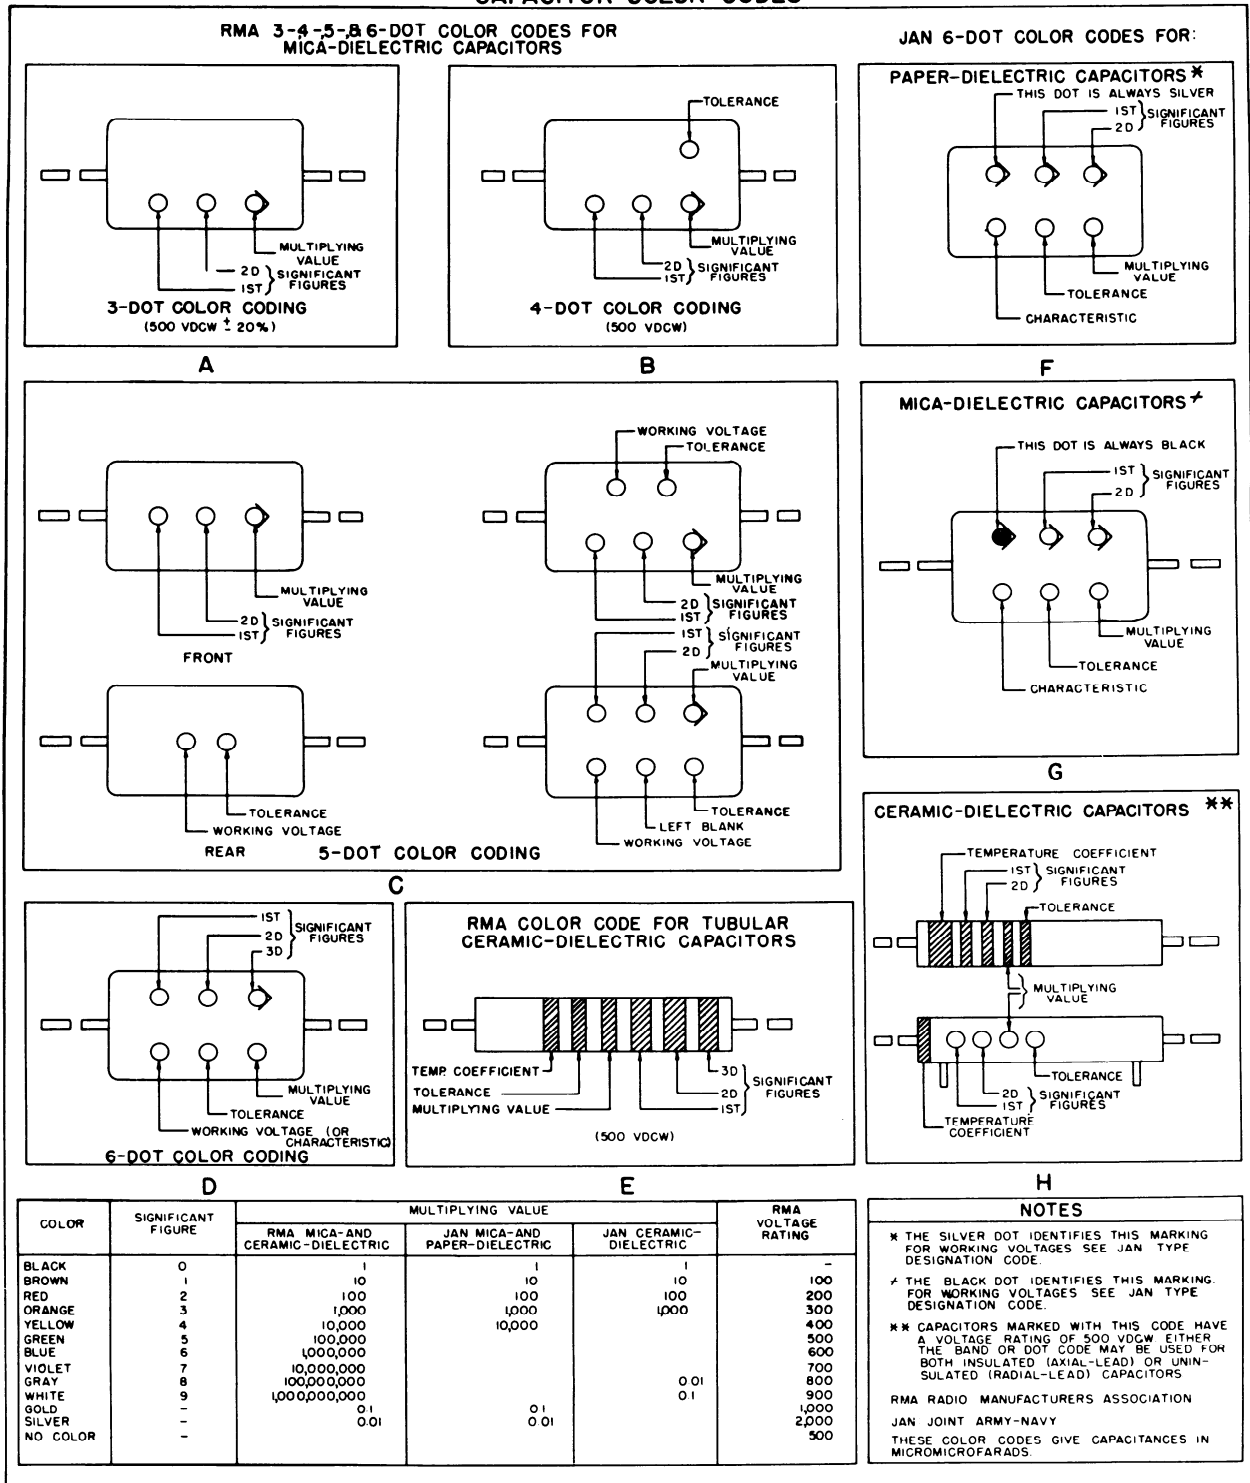 CAPACITOR COLOR CODES
RMA 3-,4-,5-,& 6-DOT COLOR CODES FOR
MICA-DIELECTRIC CAPACITORS
JAN 6-DOT COLOR CODES FOR:
MULTIPLYING
VALUE
2D
1ST
SIGNIFICANT
FIGURES
3-DOT COLOR CODING
(500 VDCW ± 20%)
A
TOLERANCE
MULTIPLYING
VALUE
2D
1ST
SIGNIFICANT
FIGURES
4-DOT COLOR CODING
(500 VDCW)
B
PAPER-DIELECTRIC CAPACITORS*
THIS DOT IS ALWAYS SILVER
1ST
2D
SIGNIFICANT
FIGURES
MULTIPLYING
VALUE
TOLERANCE
CHARACTERISTIC
F
MULTIPLYING
VALUE
2D
1ST
SIGNIFICANT
FIGURES
FRONT
TOLERANCE
WORKING VOLTAGE
REAR
WORKING VOLTAGE
TOLERANCE
MULTIPLYING
VALUE
2D
1ST
SIGNIFICANT
FIGURES
1ST
2D
SIGNIFICANT
FIGURES
MULTIPLYING
VALUE
TOLERANCE
LEFT BLANK
WORKING VOLTAGE
5-DOT COLOR CODING
C
MICA-DIELECTRIC CAPACITORS⌿
THIS DOT IS ALWAYS BLACK
1ST
2D
SIGNIFICANT
FIGURES
MULTIPLYING
VALUE
TOLERANCE
CHARACTERISTIC
G
1ST
2D
3D
SIGNIFICANT
FIGURES
MULTIPLYING
VALUE
TOLERANCE
WORKING VOLTAGE (OR
CHARACTERISTIC)
6-DOT COLOR CODING
D
RMA COLOR CODE FOR TUBULAR
CERAMIC-DIELECTRIC CAPACITORS
TEMP. COEFFICIENT
TOLERANCE
MULTIPLYING VALUE
3D
2D
1ST
SIGNIFICANT
FIGURES
(500 VDCW)
E
CERAMIC-DIELECTRIC CAPACITORS **
TEMPERATURE COEFFICIENT
1ST
2D
SIGNIFICANT
FIGURES
TOLERANCE
MULTIPLYING
VALUE
TOLERANCE
2D
1ST
SIGNIFICANT
FIGURES
TEMPERATURE
COEFFICIENT
H
COLOR SIGNIFICANT FIGURE MULTIPLYING VALUE RMA VOLTAGE RATING
RMA MICA-AND CERAMIC-DIELECTRIC JAN MICA-AND PAPER-DIELECTRIC JAN CERAMIC-DIELECTRIC
BLACK 0 1 1 1 -
BROWN 1 10 10 10 100
RED 2 100 100 100 200
ORANGE 3 1,000 1,000 1,000 300
YELLOW 4 10,000 10,000 400
GREEN 5 100,000 500
BLUE 6 1,000,000 600
VIOLET 7 10,000,000 700
GRAY 8 100,000,000 0.01 800
WHITE 9 1,000,000,000 0.1 900
GOLD - 0.1 0.1 1,000
SILVER - 0.01 0.01 2,000
NO COLOR - 500
NOTES
* THE SILVER DOT IDENTIFIES THIS MARKING
FOR WORKING VOLTAGES SEE JAN TYPE
DESIGNATION CODE.
⌿ THE BLACK DOT IDENTIFIES THIS MARKING.
FOR WORKING VOLTAGES SEE JAN TYPE
DESIGNATION CODE.
** CAPACITORS MARKED WITH THIS CODE HAVE
A VOLTAGE RATING OF 500 VDCW. EITHER
THE BAND OR DOT CODE MAY BE USED FOR
BOTH INSULATED (AXIAL-LEAD) OR UNIN-
SULATED (RADIAL-LEAD) CAPACITORS
RMA RADIO MANUFACTURERS ASSOCIATION
JAN JOINT ARMY-NAVY
THESE COLOR CODES GIVE CAPACITANCES IN
MICROMICROFARADS.